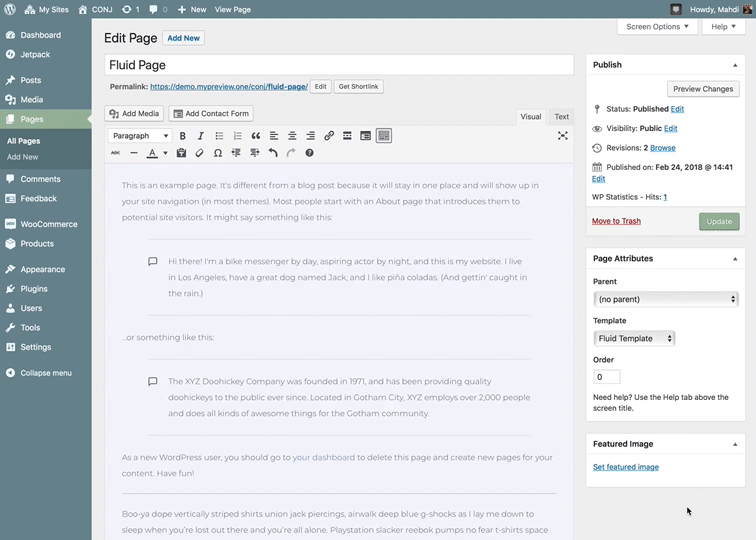 My Sites CONJ 1 0 New View Page Howdy, Mahdi
Screen Options Help
Dashboard
Jetpack
Posts
Media
Pages
All Pages
Add New
Comments
Feedback
WooCommerce
Products
Appearance
Plugins
Users
Tools
Settings
Collapse menu
Edit Page Add New
Fluid Page
Permalink: https://demo.mypreview.one/conj/fluid-page/ Edit Get Shortlink
Add Media Add Contact Form
Visual Text
Paragraph B I
ABC A Ω
This is an example page. It's different from a blog post because it will stay in one place and will show up in
your site navigation (in most themes). Most people start with an About page that introduces them to
potential site visitors. It might say something like this:
Hi there! I'm a bike messenger by day, aspiring actor by night, and this is my website. I live
in Los Angeles, have a great dog named Jack, and I like piña coladas. (And gettin' caught in
the rain.)
...or something like this:
The XYZ Doohickey Company was founded in 1971, and has been providing quality
doohickeys to the public ever since. Located in Gotham City, XYZ employs over 2,000 people
and does all kinds of awesome things for the Gotham community.
As a new WordPress user, you should go to your dashboard to delete this page and create new pages for your
content. Have fun!
Boo-ya dope vertically striped shirts union jack piercings, airwalk deep blue g-shocks as I lay me down to
sleep when you're lost out there and you're all alone. Playstation slacker reebok pumps no fear t-shirts space
Publish
Preview Changes
Status: Published Edit
Visibility: Public Edit
Revisions: 2 Browse
Published on: Feb 24, 2018 @ 14:41
Edit
WP Statistics - Hits: 1
Move to Trash Update
Page Attributes
Parent
(no parent)
Template
Fluid Template
Order
0
Need help? Use the Help tab above the
screen title.
Featured Image
Set featured image